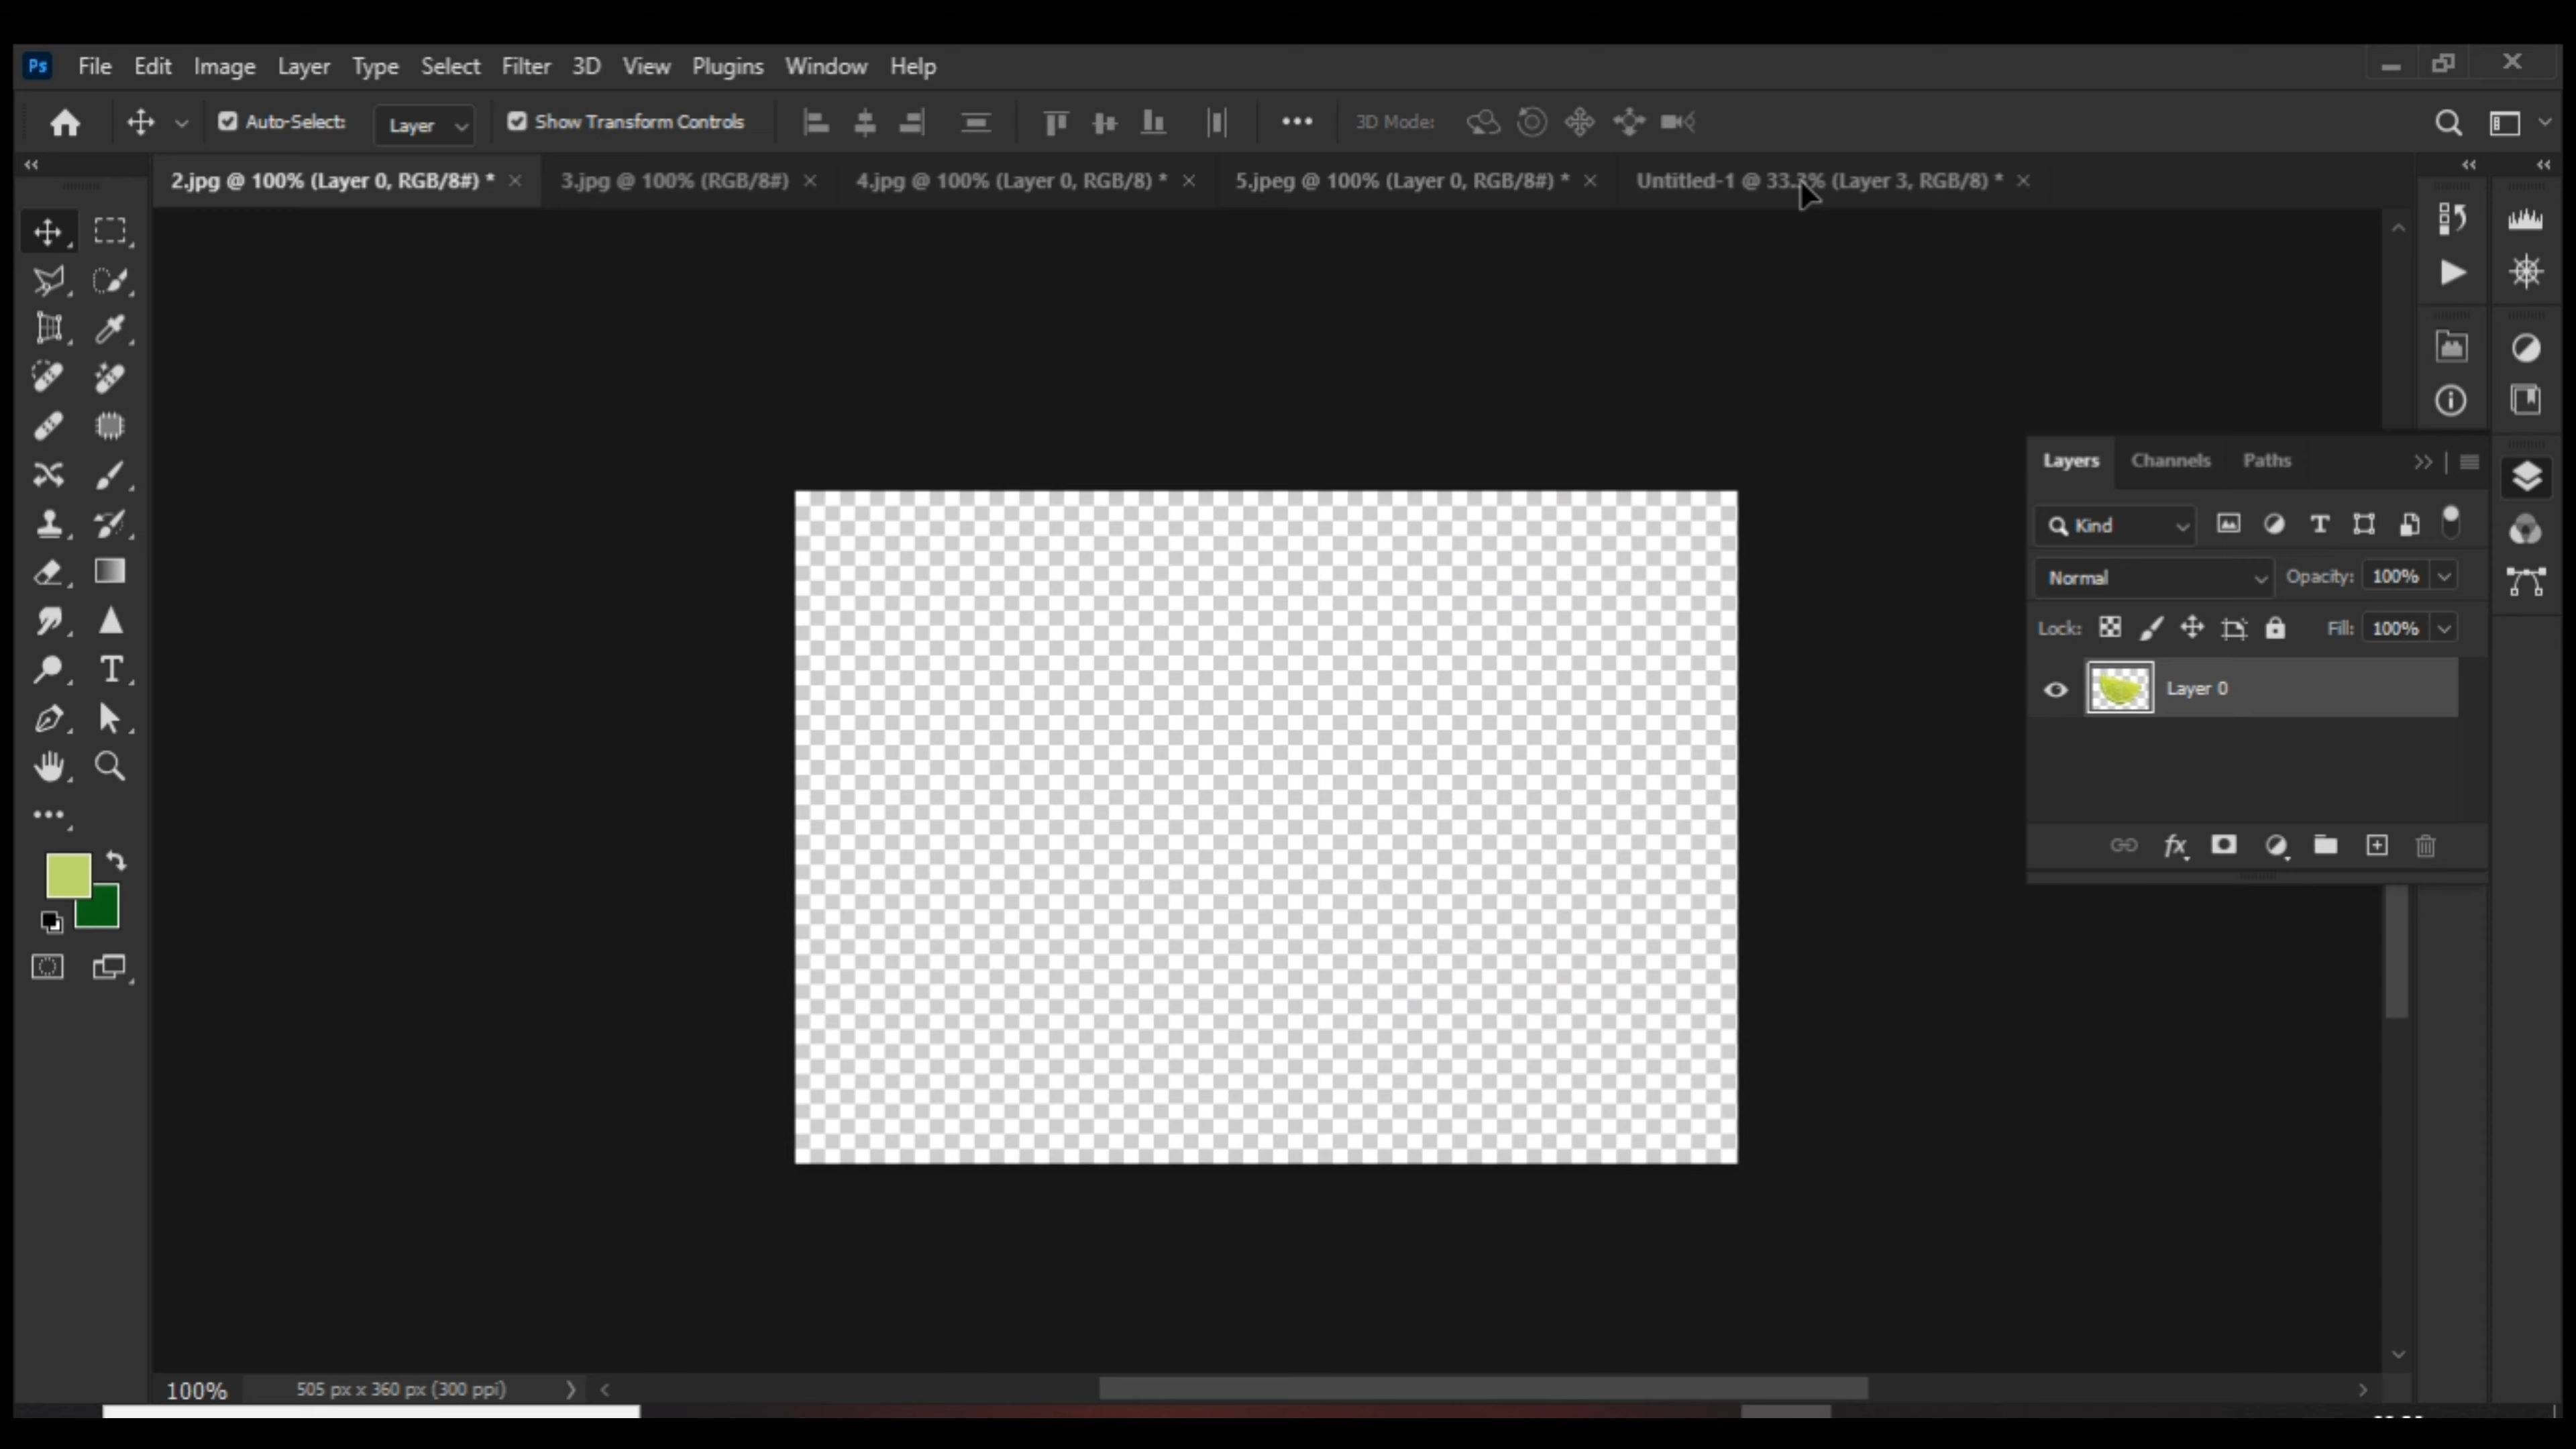 Ps File Edit Image Layer Type Select Filter 3D View Plugins Window Help
Auto-Select: Layer Show Transform Controls 3D Mode:
2.jpg @ 100% (Layer 0, RGB/8#) * 3.jpg @ 100% (RGB/8#) 4.jpg @ 100% (Layer 0, RGB/8) * 5.jpeg @ 100% (Layer 0, RGB/8#) * Untitled-1 @ 33.3% (Layer 3, RGB/8) *
Layers Channels Paths
Kind
Normal Opacity: 100%
Lock: Fill: 100%
Layer 0
fx
100% 505 px x 360 px (300 ppi)